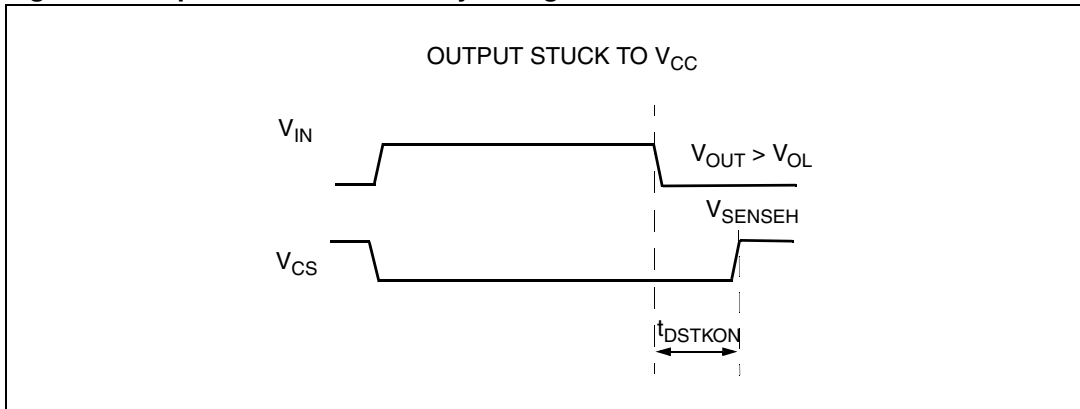 OUTPUT STUCK TO VCC
VIN
VOUT > VOL
VSENSEH
VCS
tDSTKON